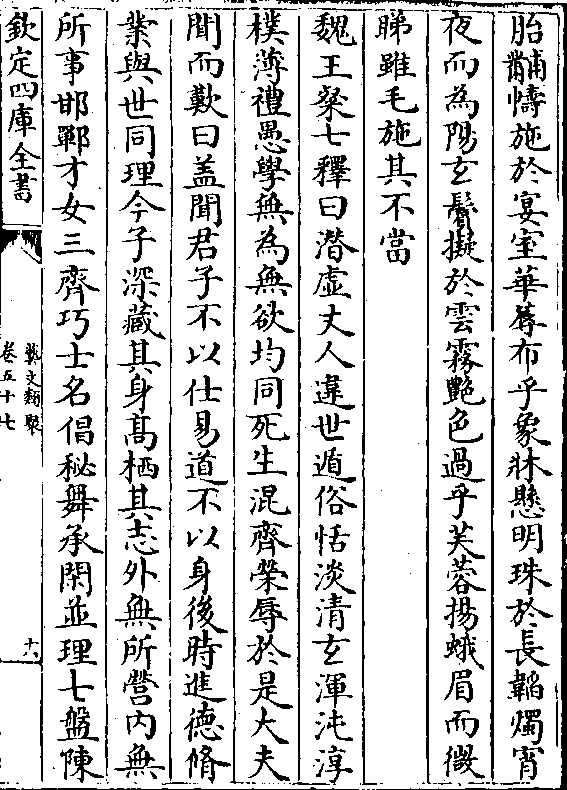 胎黼幬施於宴室華蓐布乎象牀懸明珠於長韜燭宵
夜而為陽玄鬢擬於雲霧艷色過乎芙蓉揚蛾眉而微
睇雖毛施其不當
魏王粲七釋曰潛虛丈人違世遁俗恬淡清玄渾沌淳
樸薄禮愚學無為無欲均同死生混齊榮辱於是大夫
聞而歎曰盖聞君子不以仕易道不以身後時進德脩
業與世同理今子深藏其身高栖其志外無所營内無
所事邯鄲才女三齊巧士名倡秘舞承閑並理七盤陳
欽定四庫全書
藝文類聚
卷五十七
十八